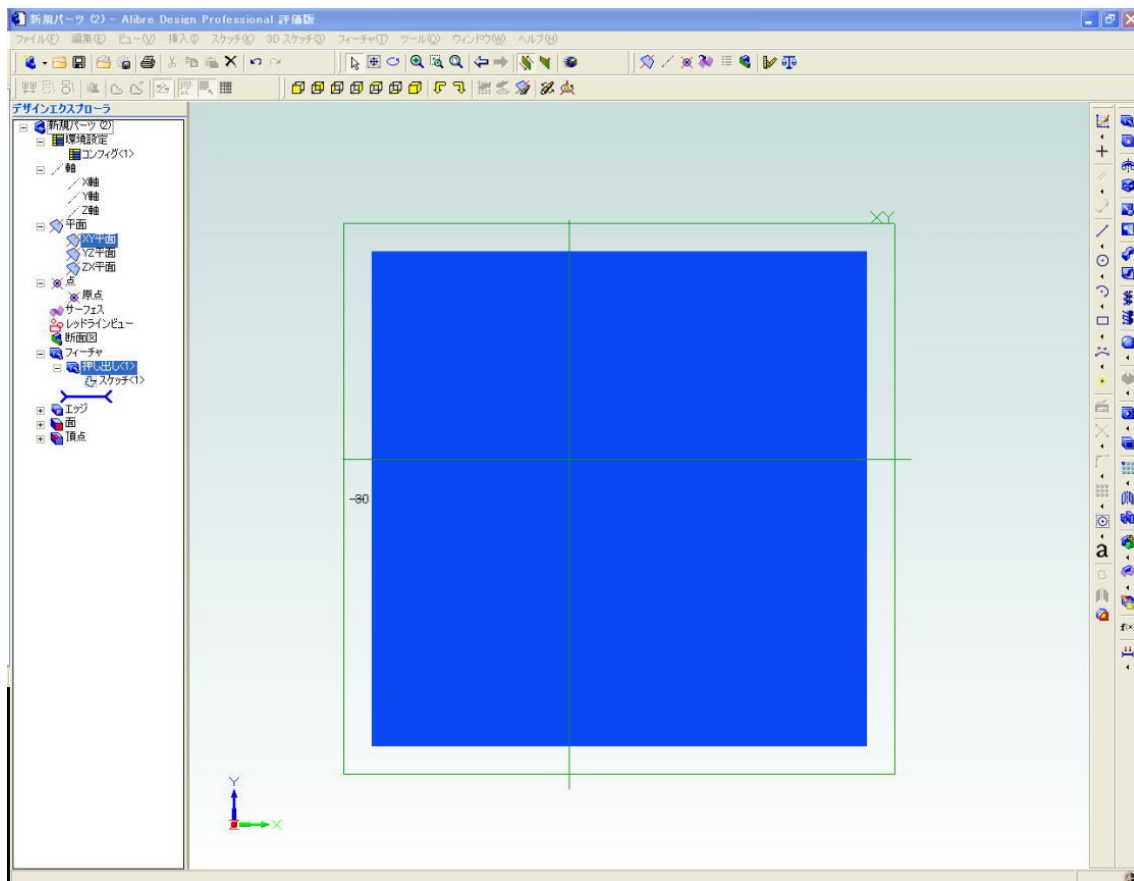 新規パーツ (2) - Alibre Design Professional 評価版
ファイル(F) 編集(E) ビュー(V) 挿入(I) スケッチ(K) 3D スケッチ(3) フィーチャ(T) ツール(O) ウィンドウ(W) ヘルプ(H)
デザインエクスプローラ
新規パーツ (2)
環境設定
コンフィグ<1>
軸
X軸
Y軸
Z軸
平面
XY平面
YZ平面
ZX平面
点
原点
サーフェス
レッドラインビュー
断面図
フィーチャ
押し出し<1>
スケッチ<1>
エッジ
面
頂点
XY
30
Y
X
a
f(x)